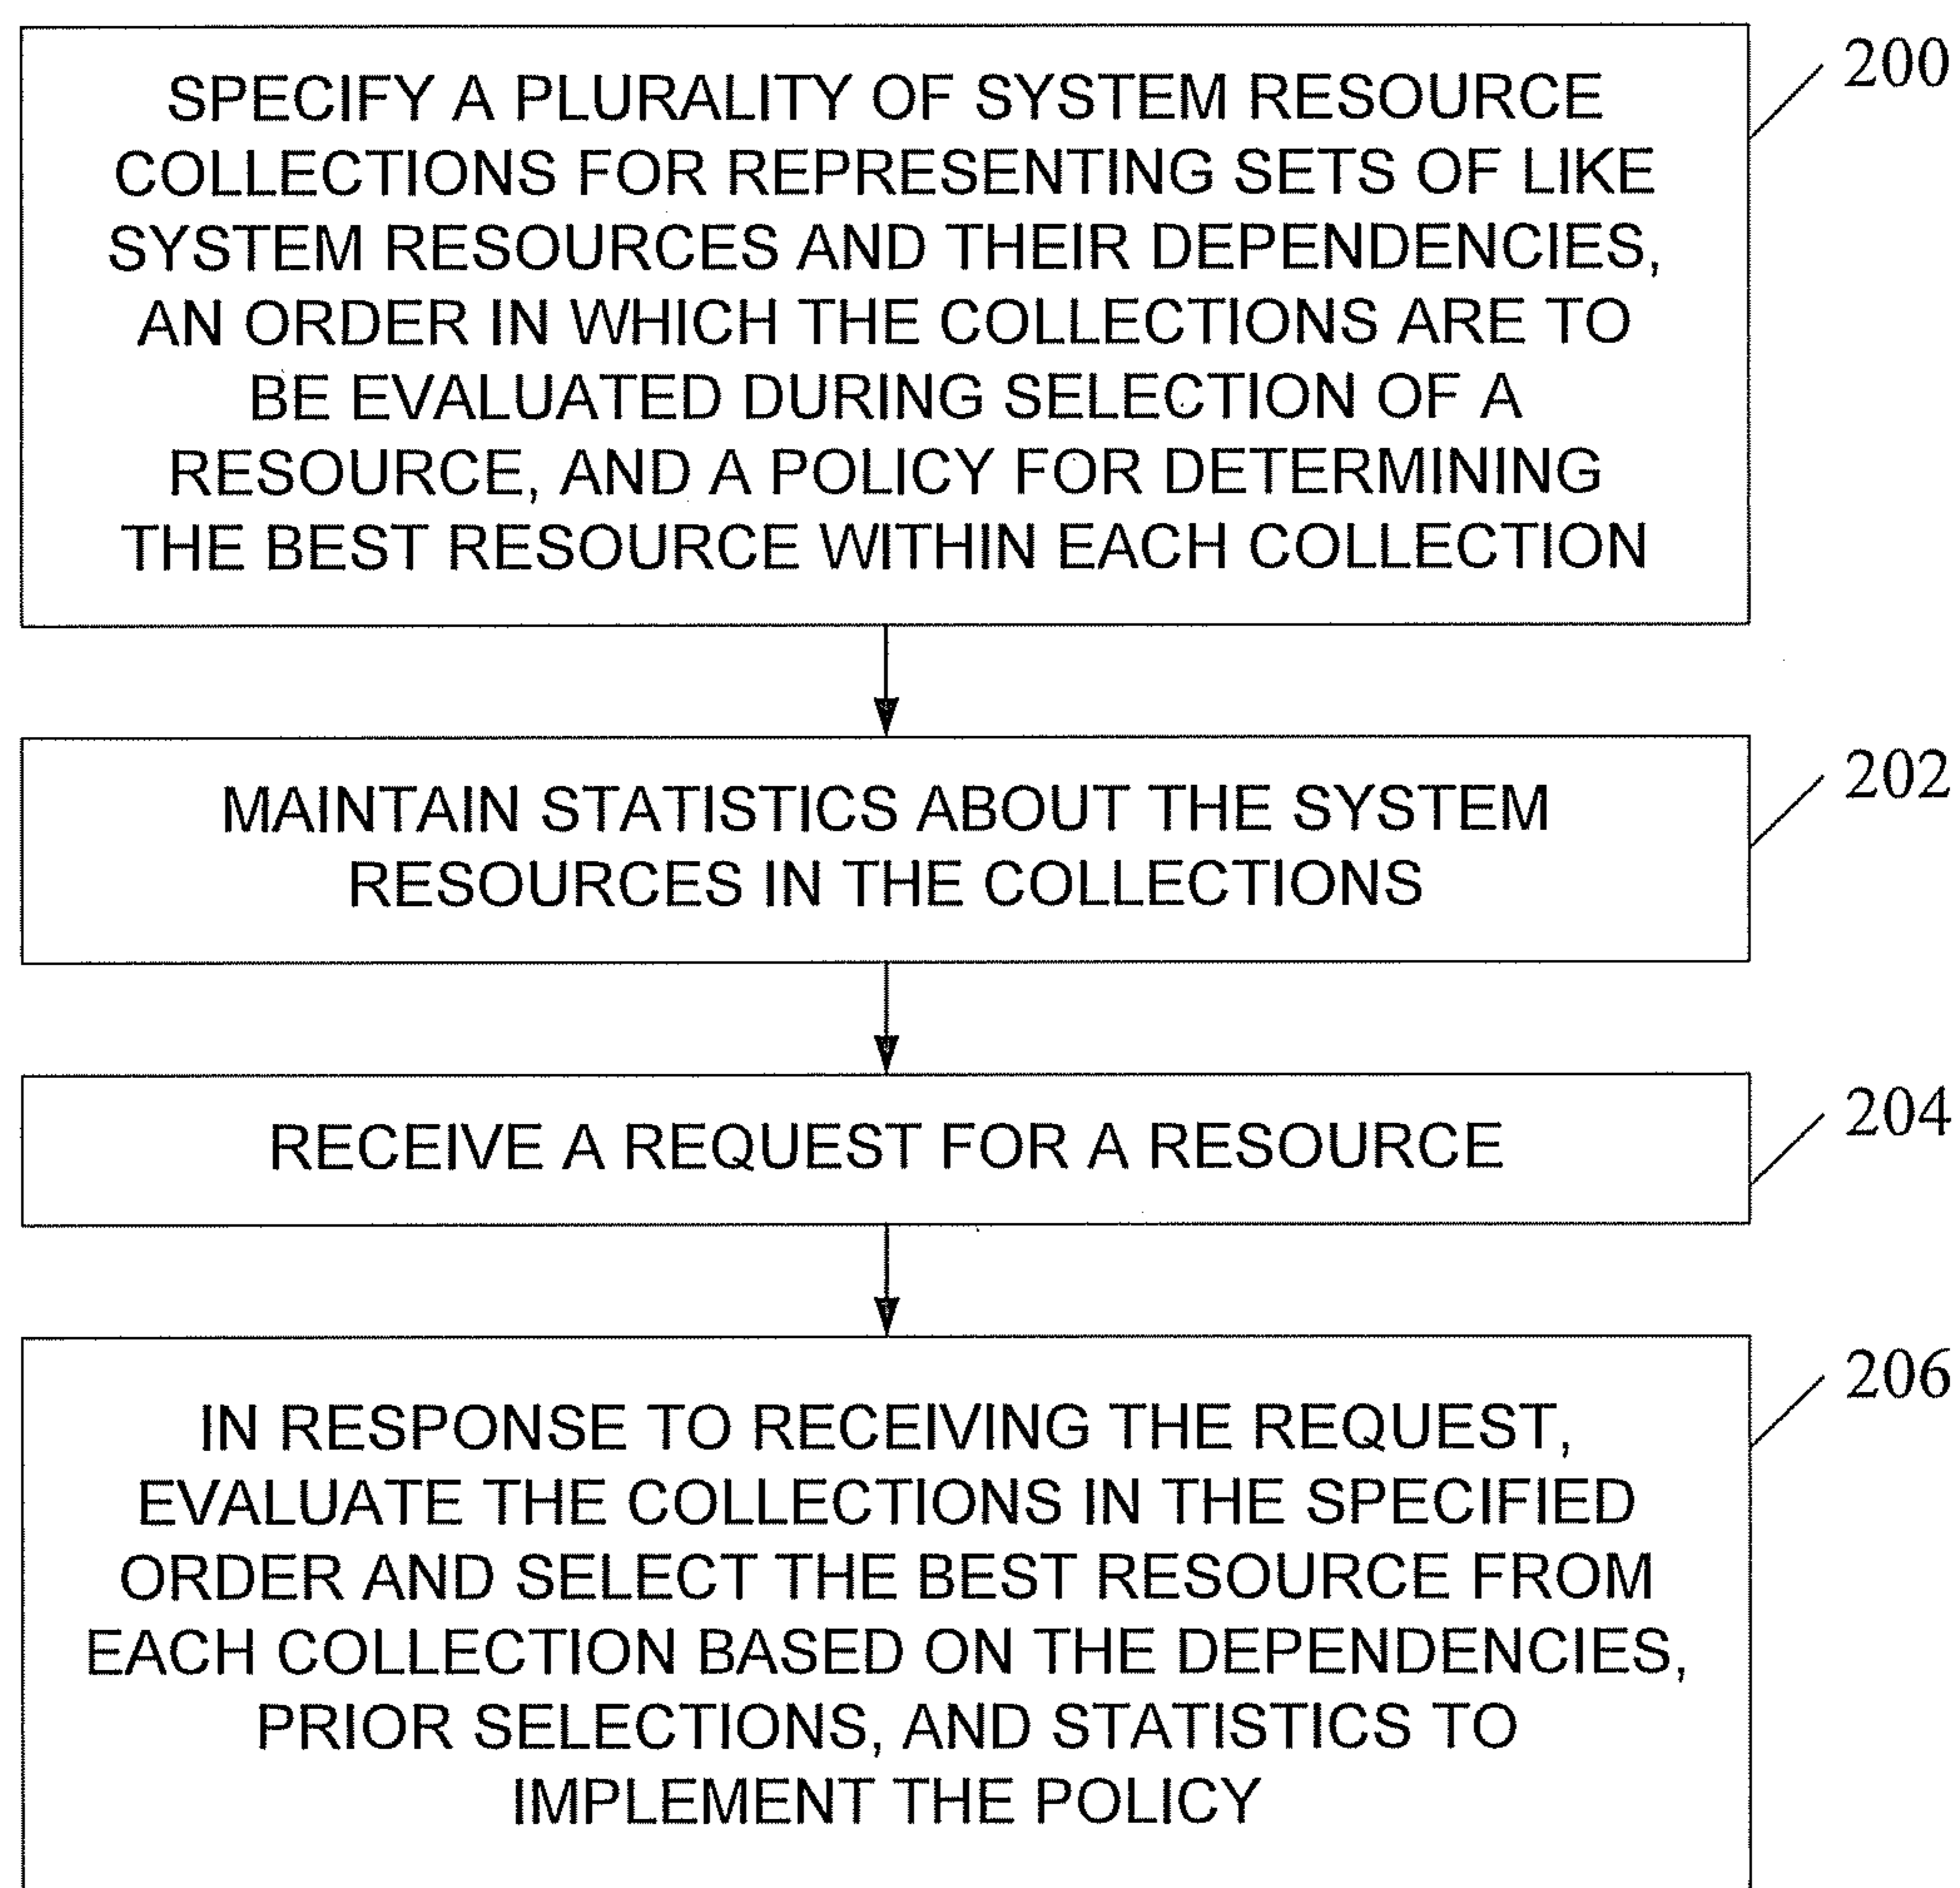 SPECIFY A PLURALITY OF SYSTEM RESOURCE
COLLECTIONS FOR REPRESENTING SETS OF LIKE
SYSTEM RESOURCES AND THEIR DEPENDENCIES,
AN ORDER IN WHICH THE COLLECTIONS ARE TO
BE EVALUATED DURING SELECTION OF A
RESOURCE, AND A POLICY FOR DETERMINING
THE BEST RESOURCE WITHIN EACH COLLECTION
200
MAINTAIN STATISTICS ABOUT THE SYSTEM
RESOURCES IN THE COLLECTIONS
202
RECEIVE A REQUEST FOR A RESOURCE
204
IN RESPONSE TO RECEIVING THE REQUEST,
EVALUATE THE COLLECTIONS IN THE SPECIFIED
ORDER AND SELECT THE BEST RESOURCE FROM
EACH COLLECTION BASED ON THE DEPENDENCIES,
PRIOR SELECTIONS, AND STATISTICS TO
IMPLEMENT THE POLICY
206